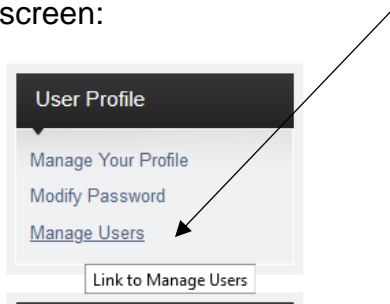 screen:
User Profile
Manage Your Profile
Modify Password
Manage Users
Link to Manage Users